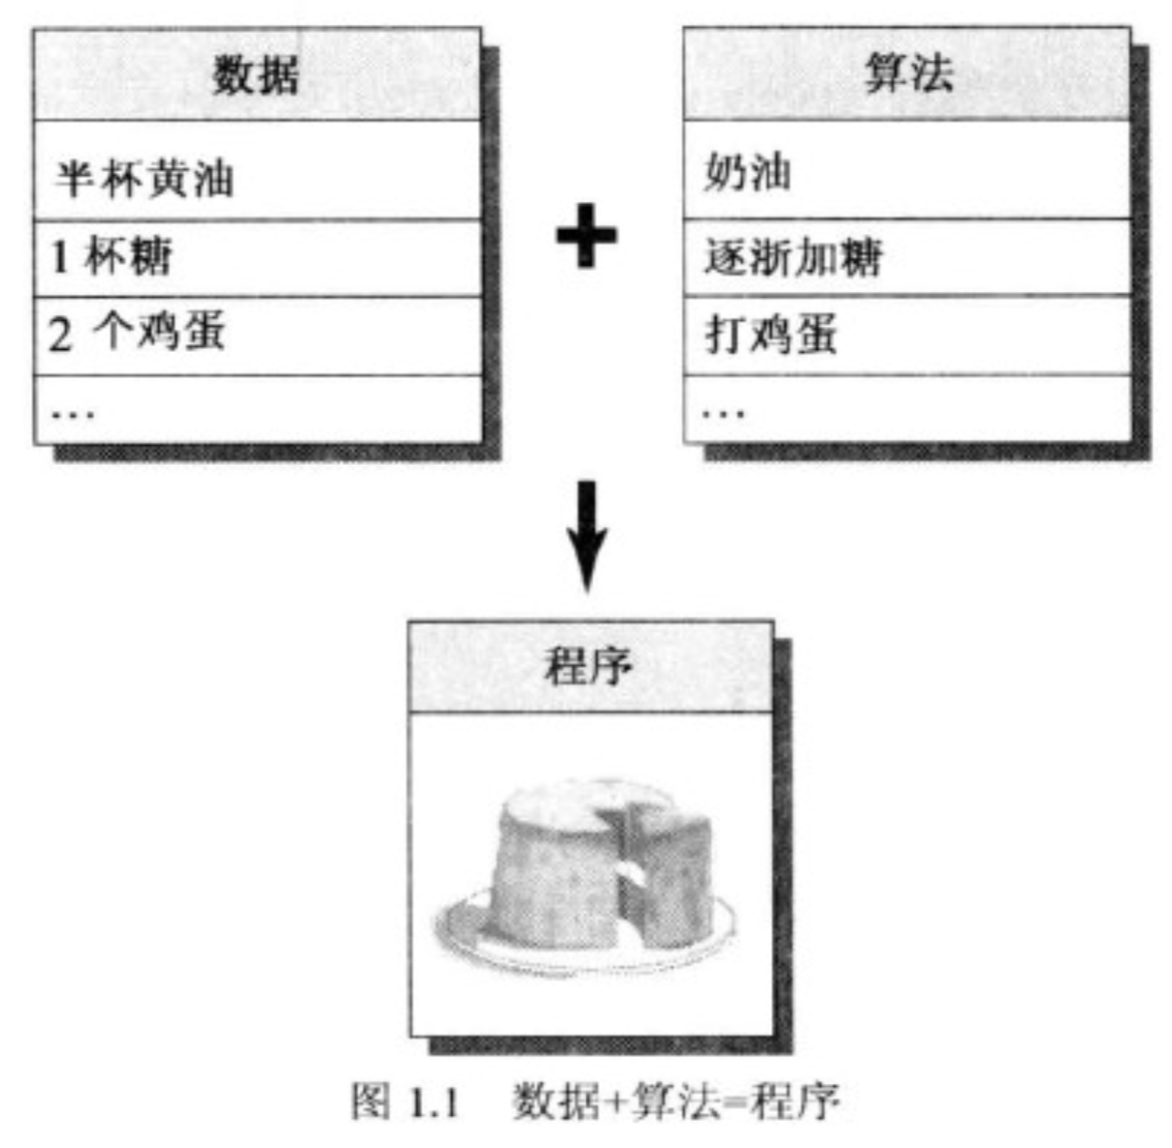 数据
半杯黄油
1 杯糖
2 个鸡蛋
...
+
算法
奶油
逐浙加糖
打鸡蛋
...
程序
图 1.1 数据+算法=程序